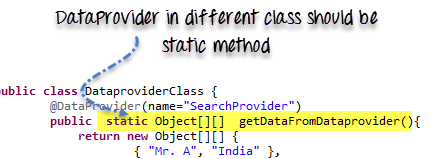 DataProvider in different class should be
static method
public class DataproviderClass {
@DataProvider(name="SearchProvider")
public static Object[][] getDataFromDataprovider(){
return new Object[][] {
{ "Mr. A", "India" },